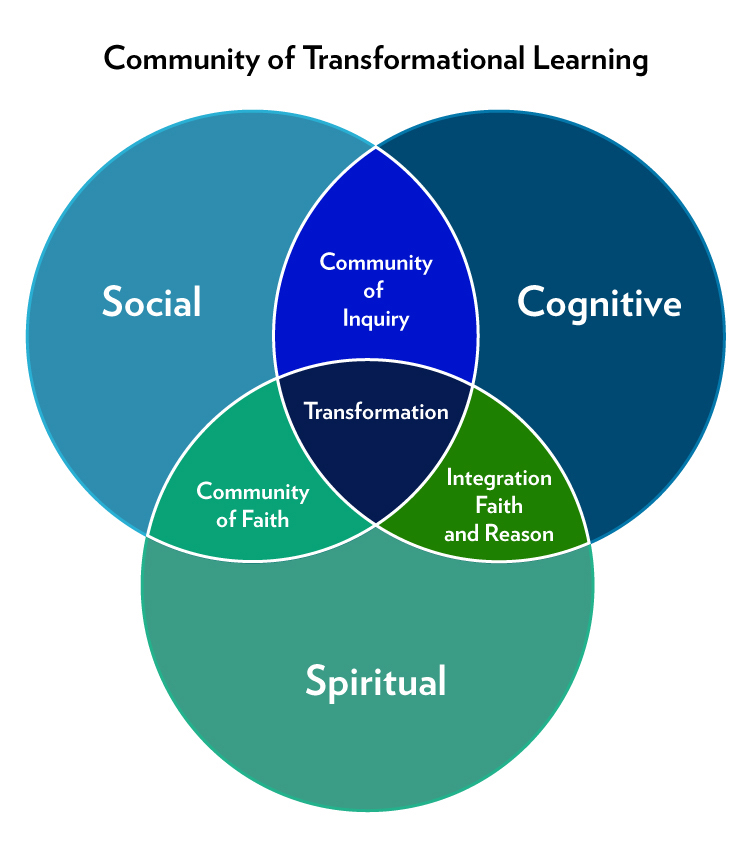 Community of Transformational Learning
Social
Community
of
Inquiry
Cognitive
Transformation
Community
of Faith
Integration
Faith
and Reason
Spiritual